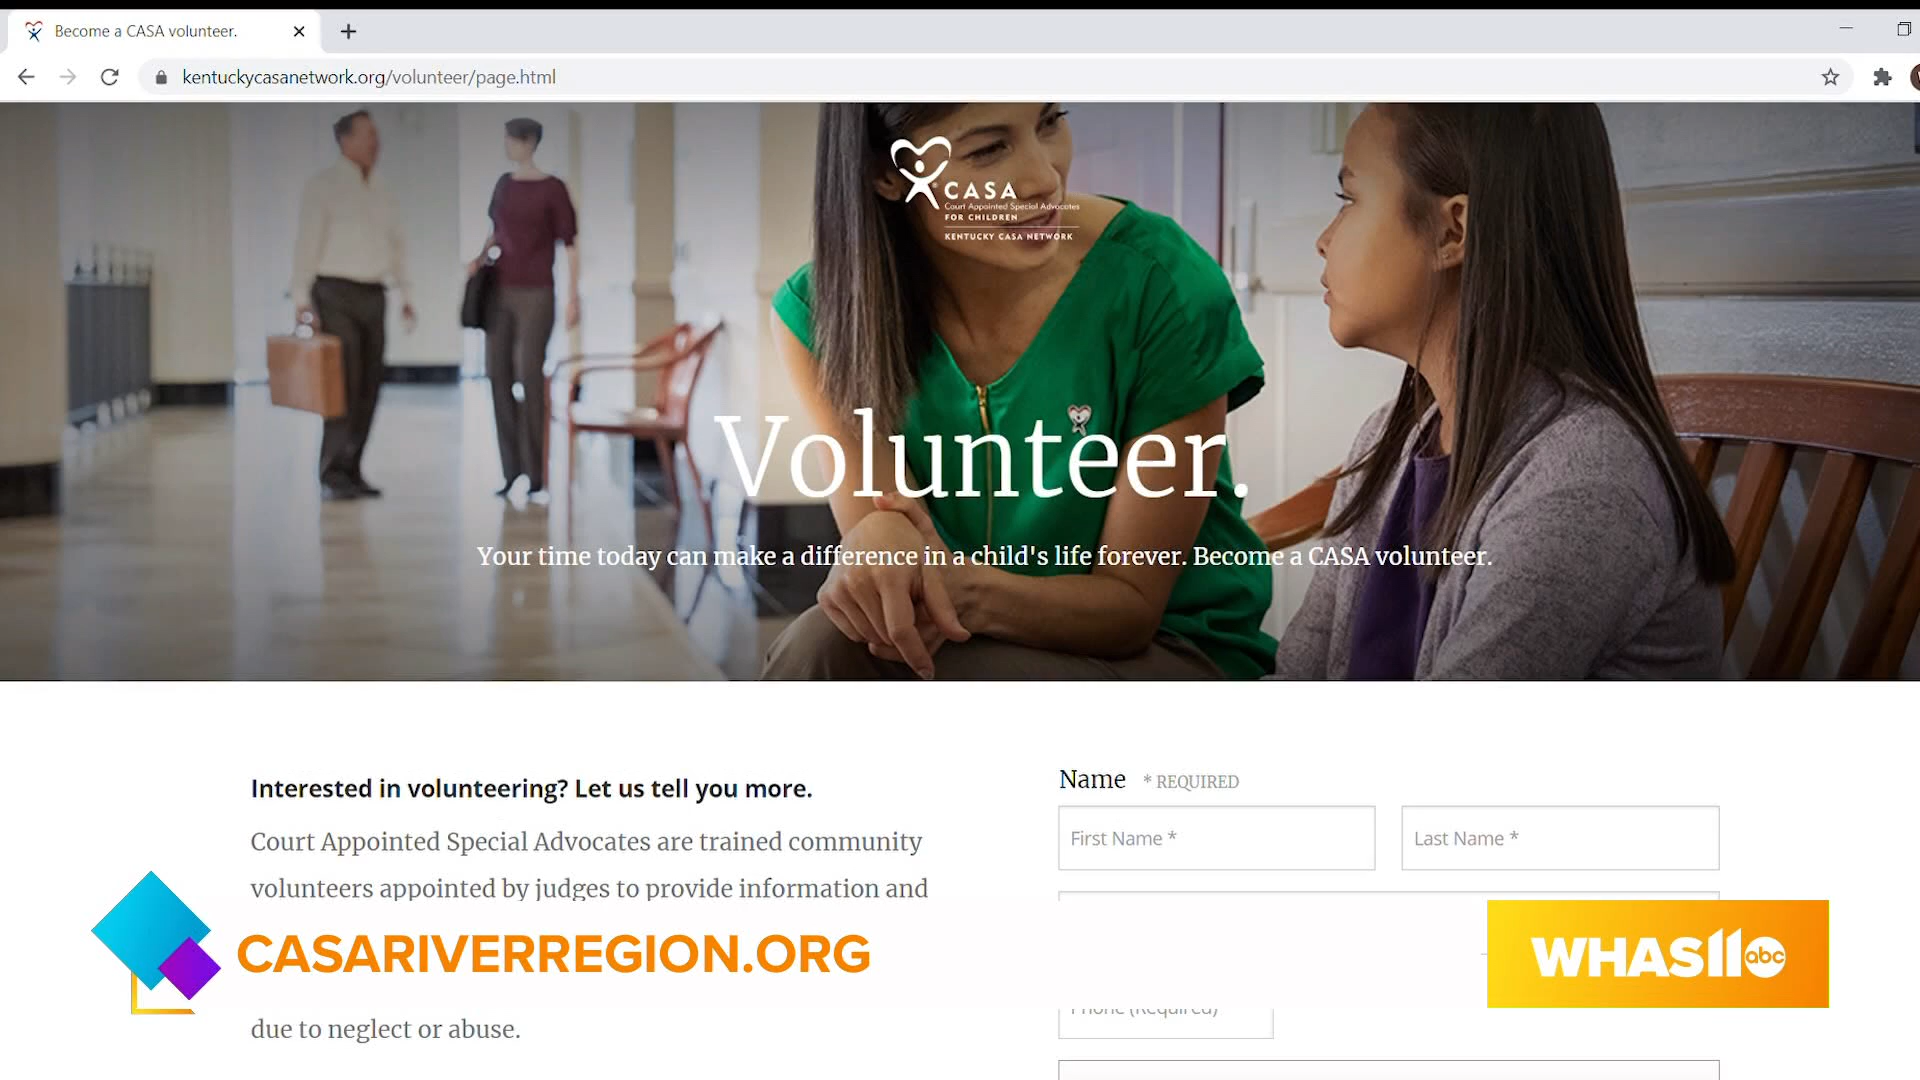 Become a CASA volunteer.
kentuckycasanetwork.org/volunteer/page.html
CASA
Court Appointed Special Advocates
FOR CHILDREN
KENTUCKY CASA NETWORK
Volunteer.
Your time today can make a difference in a child's life forever. Become a CASA volunteer.
Interested in volunteering? Let us tell you more.
Court Appointed Special Advocates are trained community
volunteers appointed by judges to provide information and
due to neglect or abuse.
Name * REQUIRED
First Name *
Last Name *
Phone (Required)
CASARIVERREGION.ORG
WHAS11 abc